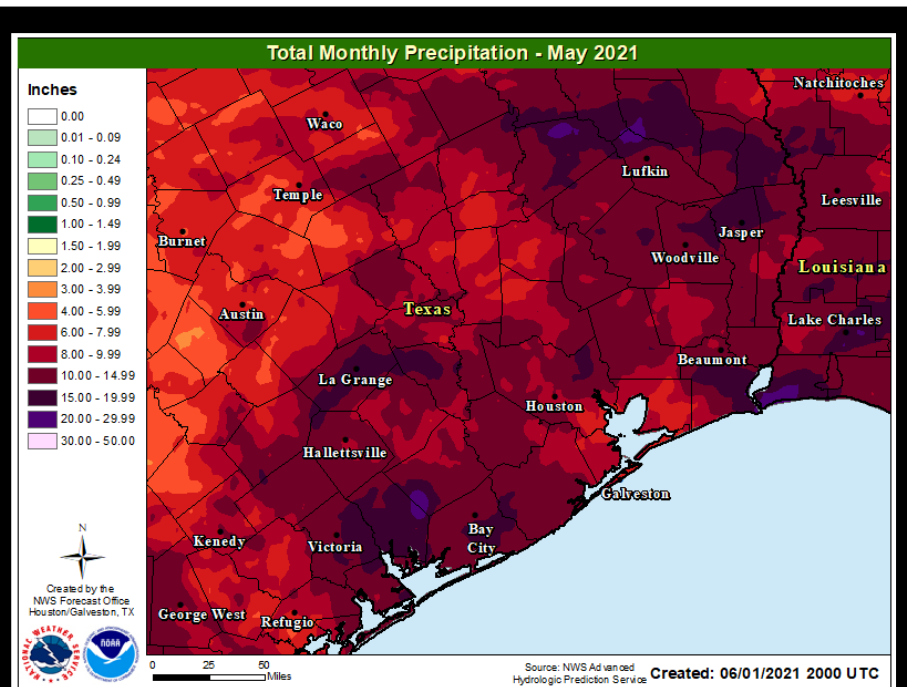 Total Monthly Precipitation - May 2021
Inches
0.00
0.01 - 0.09
0.10 - 0.24
0.25 - 0.49
0.50 - 0.99
1.00 - 1.49
1.50 - 1.99
2.00 - 2.99
3.00 - 3.99
4.00 - 5.99
6.00 - 7.99
8.00 - 9.99
10.00 - 14.99
15.00 - 19.99
20.00 - 29.99
30.00 - 50.00
Natchitoches
Waco
Lufkin
Temple
Leesville
Burnet
Jasper
Woodville
Louisiana
Austin
Texas
Lake Charles
Beaumont
La Grange
Houston
Hallettsville
Galveston
Kenedy
Victoria
Bay
City
George West
Refugio
N
Created by the
NWS Forecast Office
Houston/Galveston, TX
NATIONAL WEATHER SERVICE
NOAA
0 25 50
Miles
Source: NWS Advanced
Hydrologic Prediction Service
Created: 06/01/2021 2000 UTC